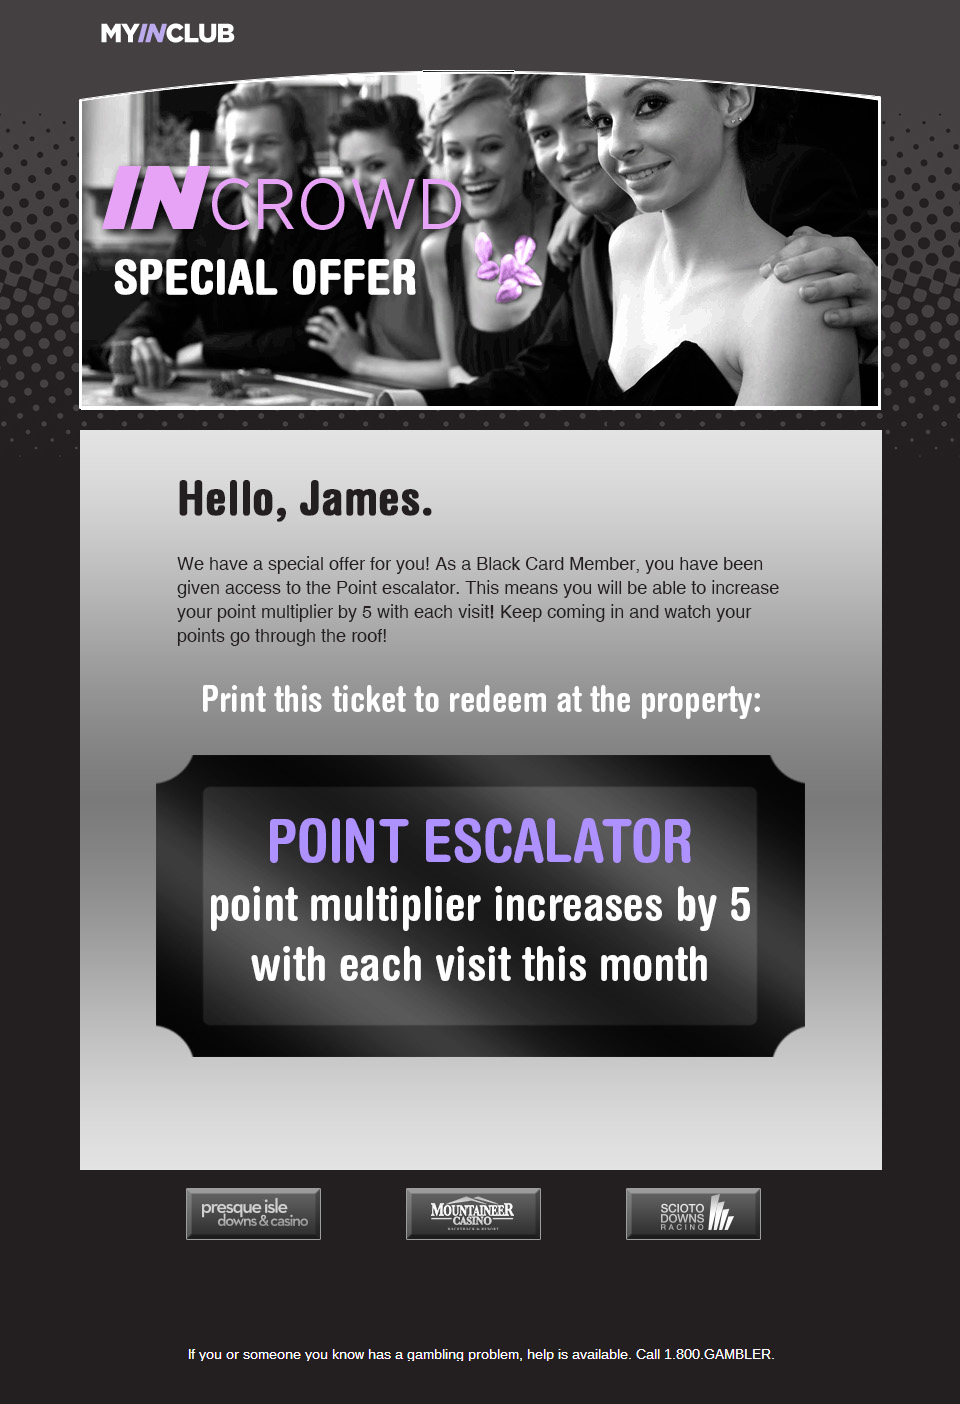 MYINCLUB
INCROWD
SPECIAL OFFER
Hello, James.
We have a special offer for you! As a Black Card Member, you have been
given access to the Point escalator. This means you will be able to increase
your point multiplier by 5 with each visit! Keep coming in and watch your
points go through the roof!
Print this ticket to redeem at the property:
POINT ESCALATOR
point multiplier increases by 5
with each visit this month
presque isle
downs & casino
MOUNTAINEER
CASINO
RACETRACK & RESORT
SCIOTO
DOWNS
RACINO
If you or someone you know has a gambling problem, help is available. Call 1.800.GAMBLER.